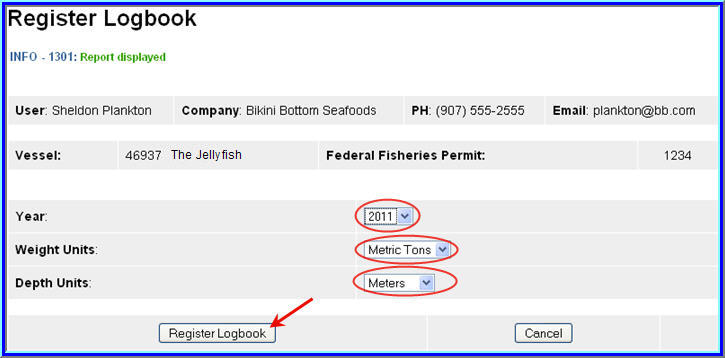 Register Logbook
INFO - 1301: Report displayed
User: Sheldon Plankton Company: Bikini Bottom Seafoods PH: (907) 555-2555 Email: plankton@bb.com
Vessel: 46937 The Jellyfish Federal Fisheries Permit: 1234
Year: 2011
Weight Units: Metric Tons
Depth Units: Meters
Register Logbook Cancel